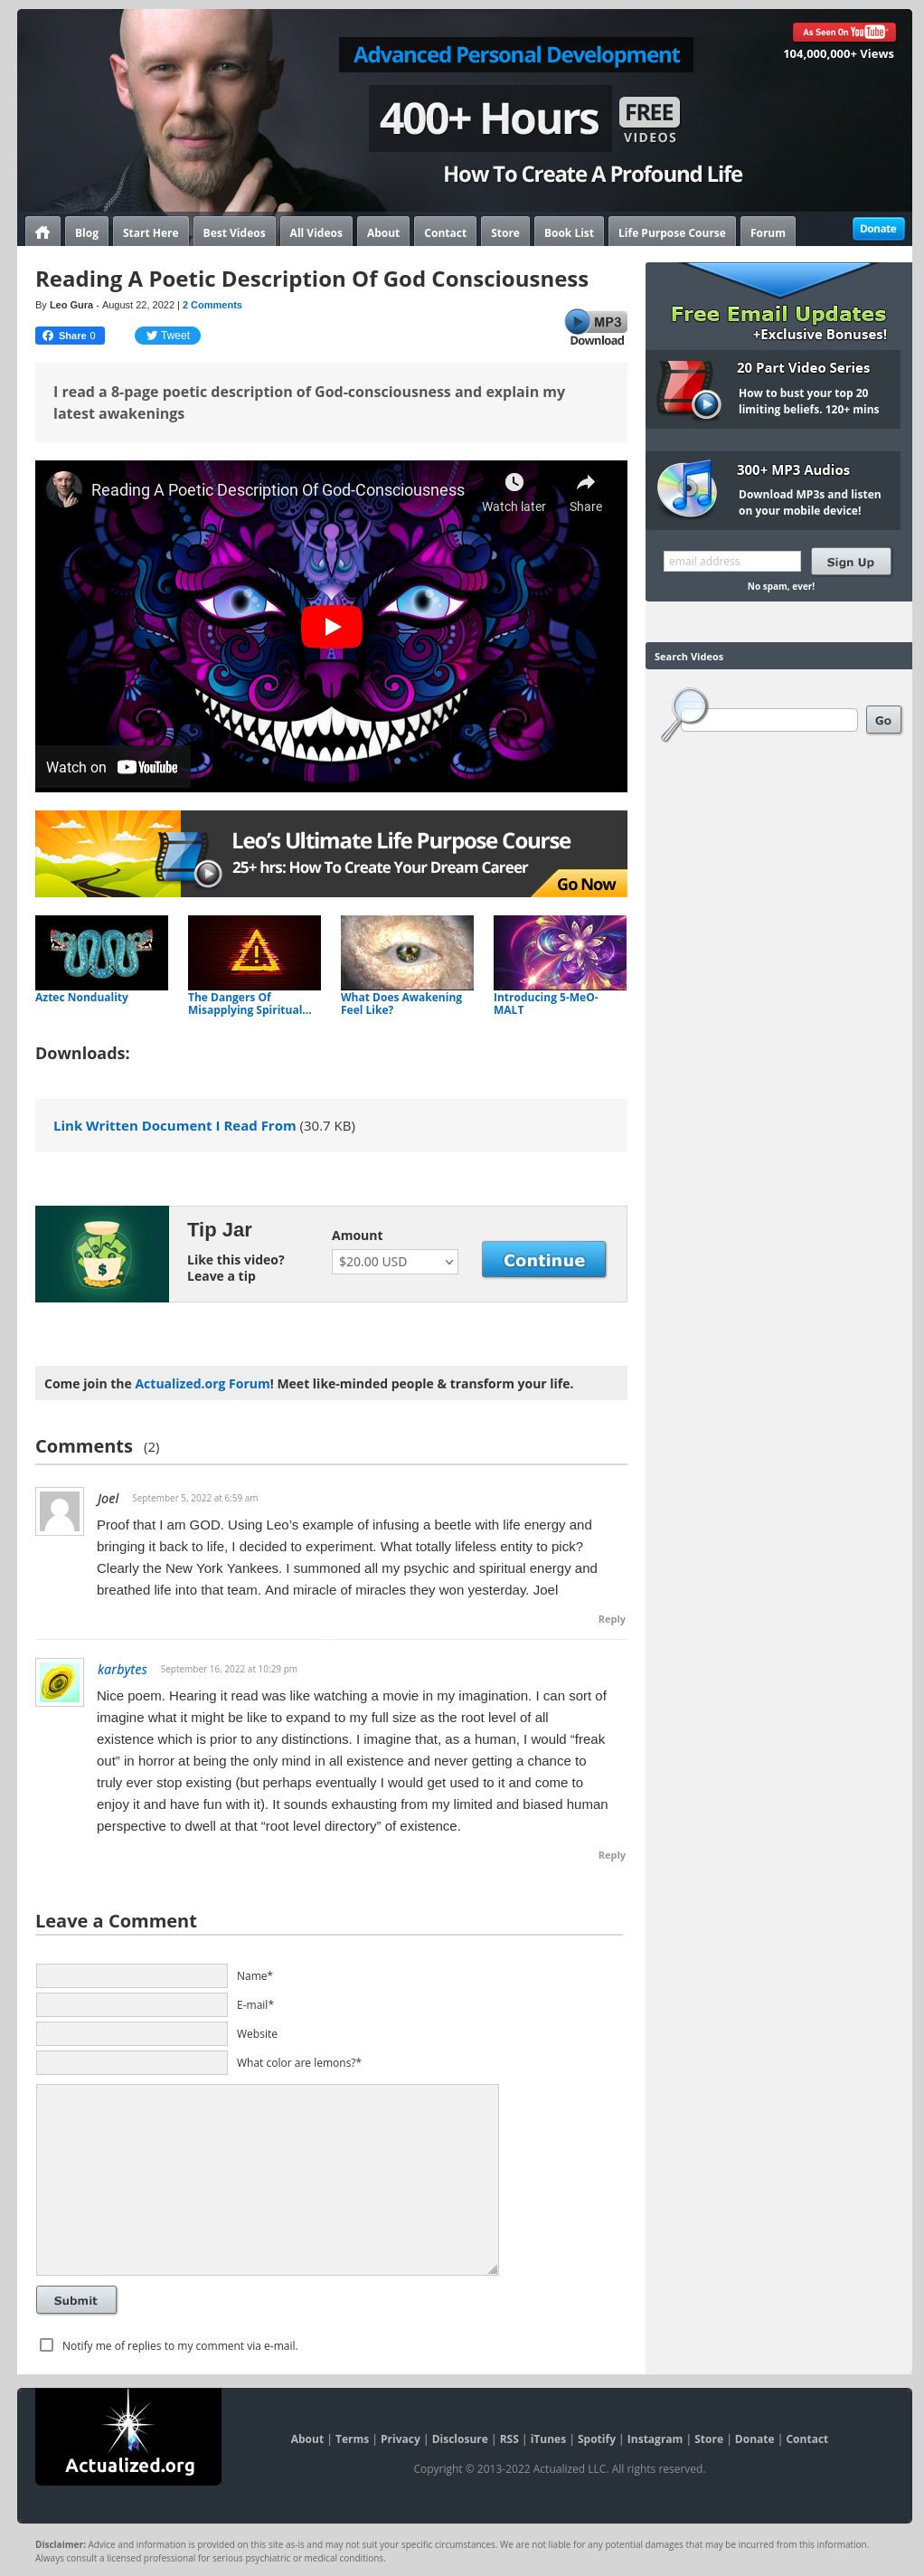 As Seen On YouTube
104,000,000+ Views
Advanced Personal Development
400+ Hours
FREE
VIDEOS
How To Create A Profound Life
Blog
Start Here
Best Videos
All Videos
About
Contact
Store
Book List
Life Purpose Course
Forum
Donate
Reading A Poetic Description Of God Consciousness
By Leo Gura - August 22, 2022 | 2 Comments
Share 0
Tweet
MP3
Download
I read a 8-page poetic description of God-consciousness and explain my
latest awakenings
Reading A Poetic Description Of God-Consciousness
Watch later
Share
Watch on YouTube
Leo's Ultimate Life Purpose Course
25+ hrs: How To Create Your Dream Career
Go Now
Aztec Nonduality
The Dangers Of
Misapplying Spiritual...
What Does Awakening
Feel Like?
Introducing 5-MeO-
MALT
Downloads:
Link Written Document I Read From (30.7 KB)
Tip Jar
Like this video?
Leave a tip
Amount
$20.00 USD
Continue
Come join the Actualized.org Forum! Meet like-minded people & transform your life.
Comments (2)
Joel September 5, 2022 at 6:59 am
Proof that I am GOD. Using Leo's example of infusing a beetle with life energy and
bringing it back to life, I decided to experiment. What totally lifeless entity to pick?
Clearly the New York Yankees. I summoned all my psychic and spiritual energy and
breathed life into that team. And miracle of miracles they won yesterday. Joel
Reply
karbytes September 16, 2022 at 10:29 pm
Nice poem. Hearing it read was like watching a movie in my imagination. I can sort of
imagine what it might be like to expand to my full size as the root level of all
existence which is prior to any distinctions. I imagine that, as a human, I would “freak
out” in horror at being the only mind in all existence and never getting a chance to
truly ever stop existing (but perhaps eventually I would get used to it and come to
enjoy it and have fun with it). It sounds exhausting from my limited and biased human
perspective to dwell at that “root level directory” of existence.
Reply
Leave a Comment
Name*
E-mail*
Website
What color are lemons?*
Submit
Notify me of replies to my comment via e-mail.
Free Email Updates
+Exclusive Bonuses!
20 Part Video Series
How to bust your top 20
limiting beliefs. 120+ mins
300+ MP3 Audios
Download MP3s and listen
on your mobile device!
email address
Sign Up
No spam, ever!
Search Videos
Go
Actualized.org
About | Terms | Privacy | Disclosure | RSS | iTunes | Spotify | Instagram | Store | Donate | Contact
Copyright © 2013-2022 Actualized LLC. All rights reserved.
Disclaimer: Advice and information is provided on this site as-is and may not suit your specific circumstances. We are not liable for any potential damages that may be incurred from this information.
Always consult a licensed professional for serious psychiatric or medical conditions.